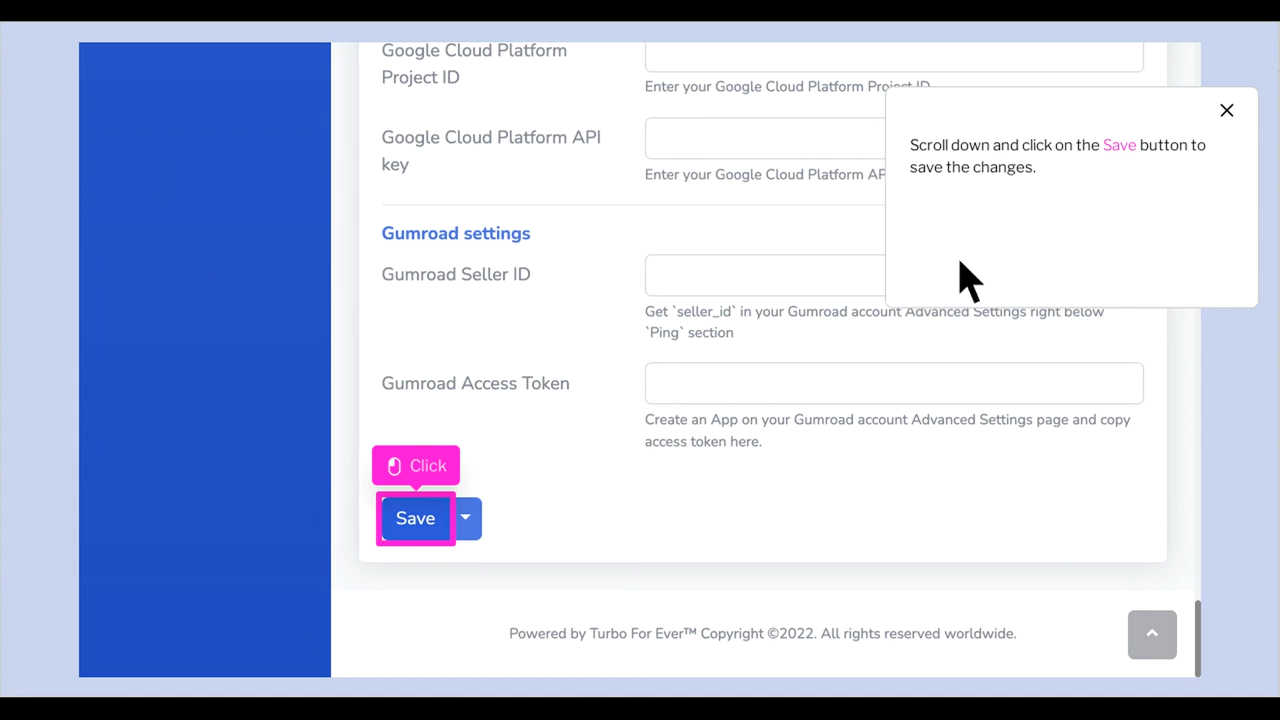 Google Cloud Platform
Project ID
Enter your Google Cloud Platform Project ID
Google Cloud Platform API
key
Enter your Google Cloud Platform AP
Scroll down and click on the Save button to
save the changes.
Gumroad settings
Gumroad Seller ID
Get `seller_id` in your Gumroad account Advanced Settings right below
`Ping` section
Gumroad Access Token
Create an App on your Gumroad account Advanced Settings page and copy
access token here.
Click
Save
Powered by Turbo For Ever™ Copyright ©2022. All rights reserved worldwide.